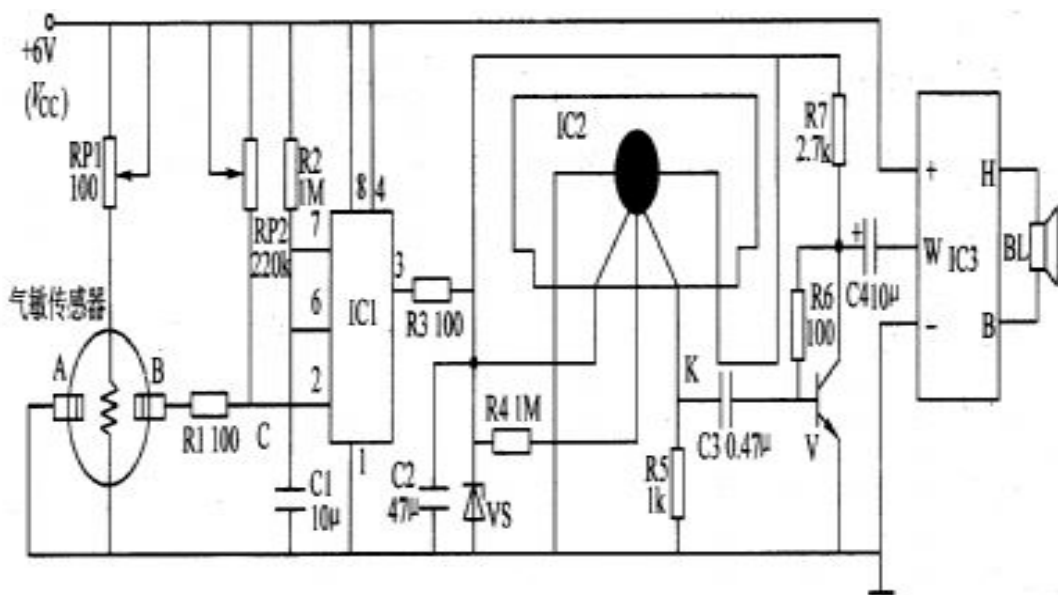 +6V
(VCC)
RP1
100
气敏传感器
A
B
R1 100
C
RP2
220k
R2
1M
8
4
7
6
2
3
1
IC1
R3 100
C1
10μ
C2
47μ
VS
R4 1M
IC2
K
R5
1k
C3 0.47μ
R6
100
R7
2.7k
V
+
C4 10μ
+
W
-
IC3
H
B
BL